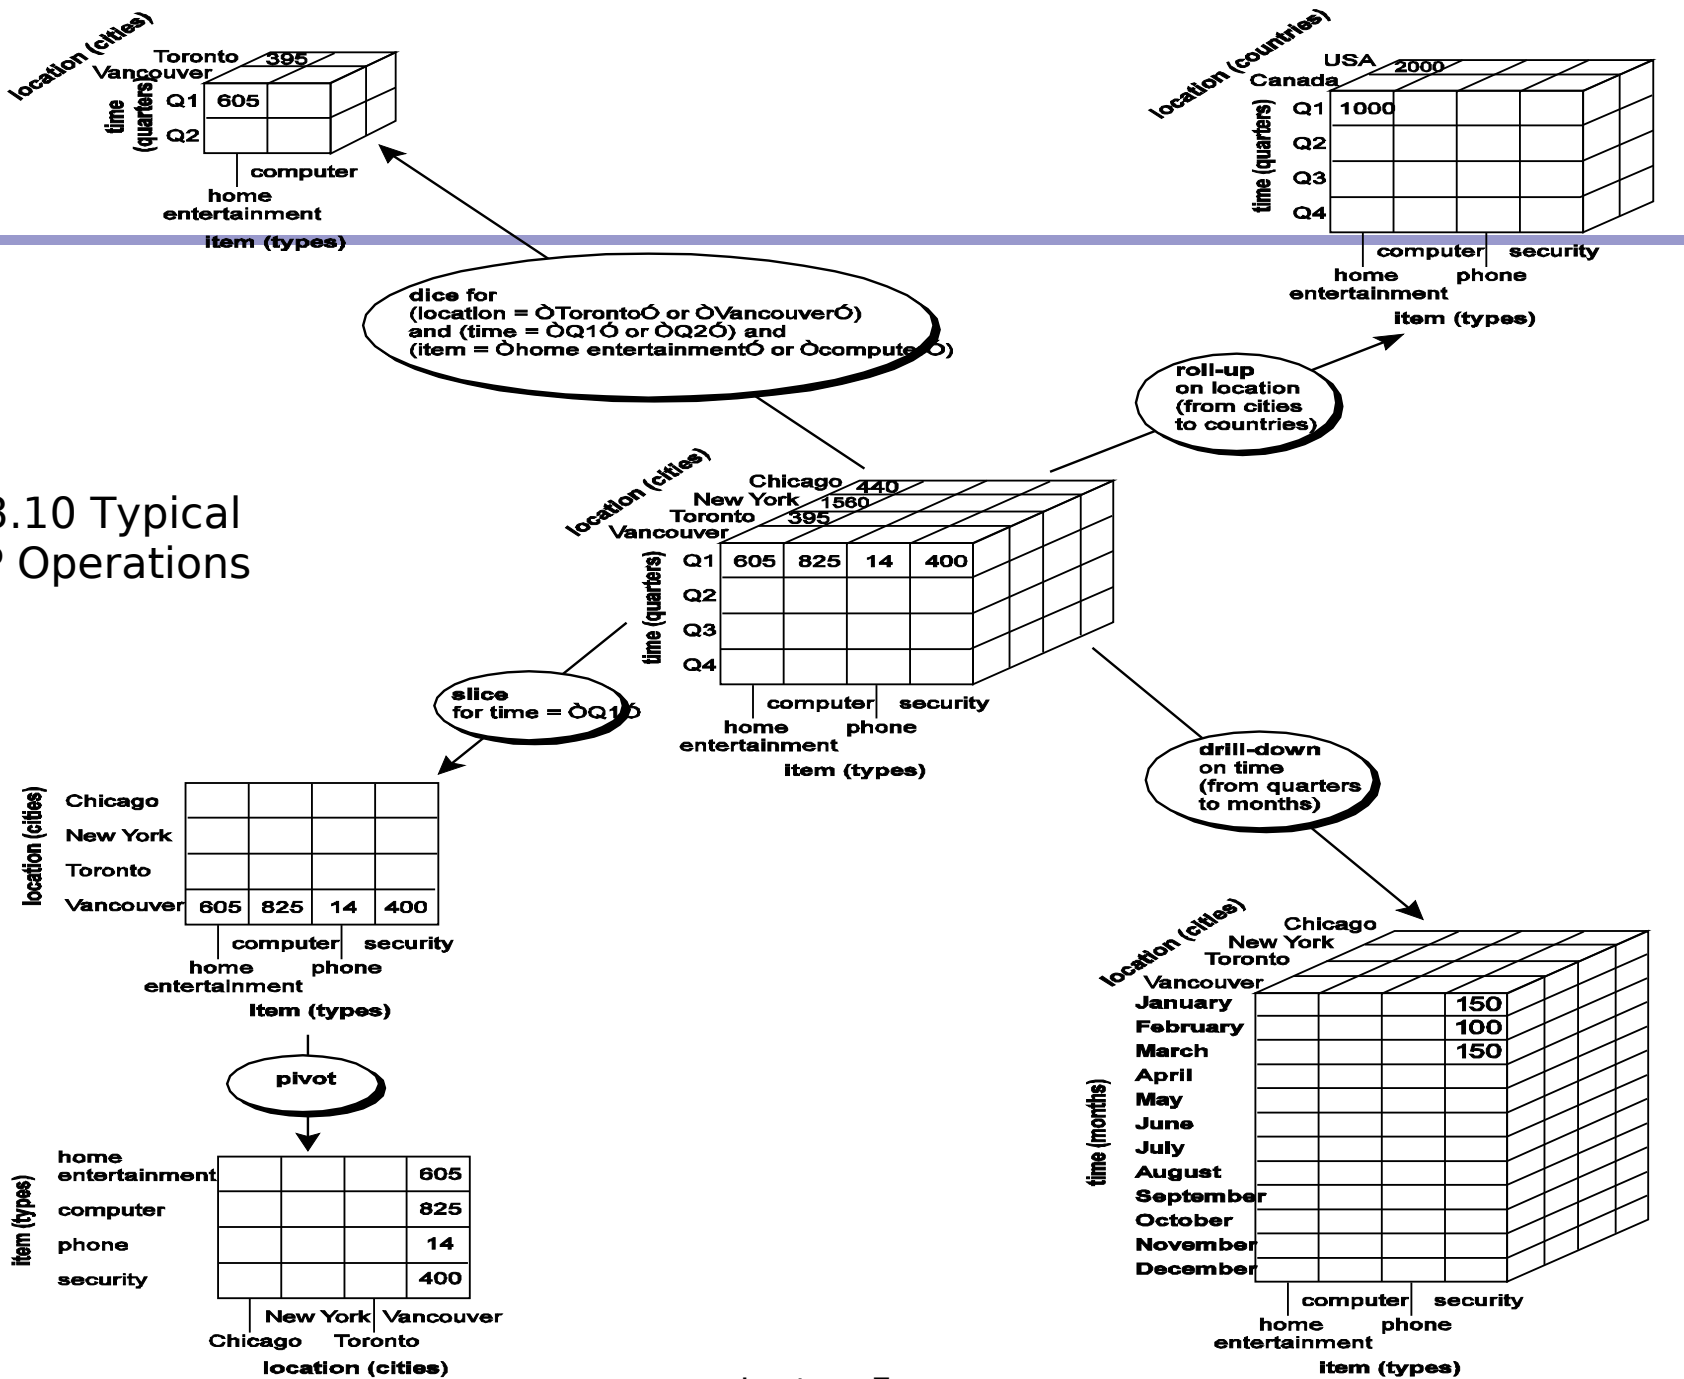 location (cities)
Toronto 395
Vancouver
time (quarters)
Q1 605
Q2
computer
home
entertainment
item (types)
location (countries)
USA 2000
Canada
time (quarters)
Q1 1000
Q2
Q3
Q4
computer security
home phone
entertainment
item (types)
dice for
(location = ÒTorontoÓ or ÒVancouverÓ)
and (time = ÒQ1Ó or ÒQ2Ó) and
(item = Òhome entertainmentÓ or ÒcomputerÓ)
roll-up
on location
(from cities
to countries)
3.10 Typical
Operations
location (cities)
Chicago 440
New York 1560
Toronto 395
Vancouver
time (quarters)
Q1 605 825 14 400
Q2
Q3
Q4
computer security
home phone
entertainment
item (types)
slice
for time = ÒQ1Ó
drill-down
on time
(from quarters
to months)
location (cities)
Chicago
New York
Toronto
Vancouver 605 825 14 400
computer security
home phone
entertainment
item (types)
pivot
item (types)
home
entertainment 605
computer 825
phone 14
security 400
New York Vancouver
Chicago Toronto
location (cities)
location (cities)
Chicago
New York
Toronto
Vancouver
time (months)
January 150
February 100
March 150
April
May
June
July
August
September
October
November
December
computer security
home phone
entertainment
item (types)